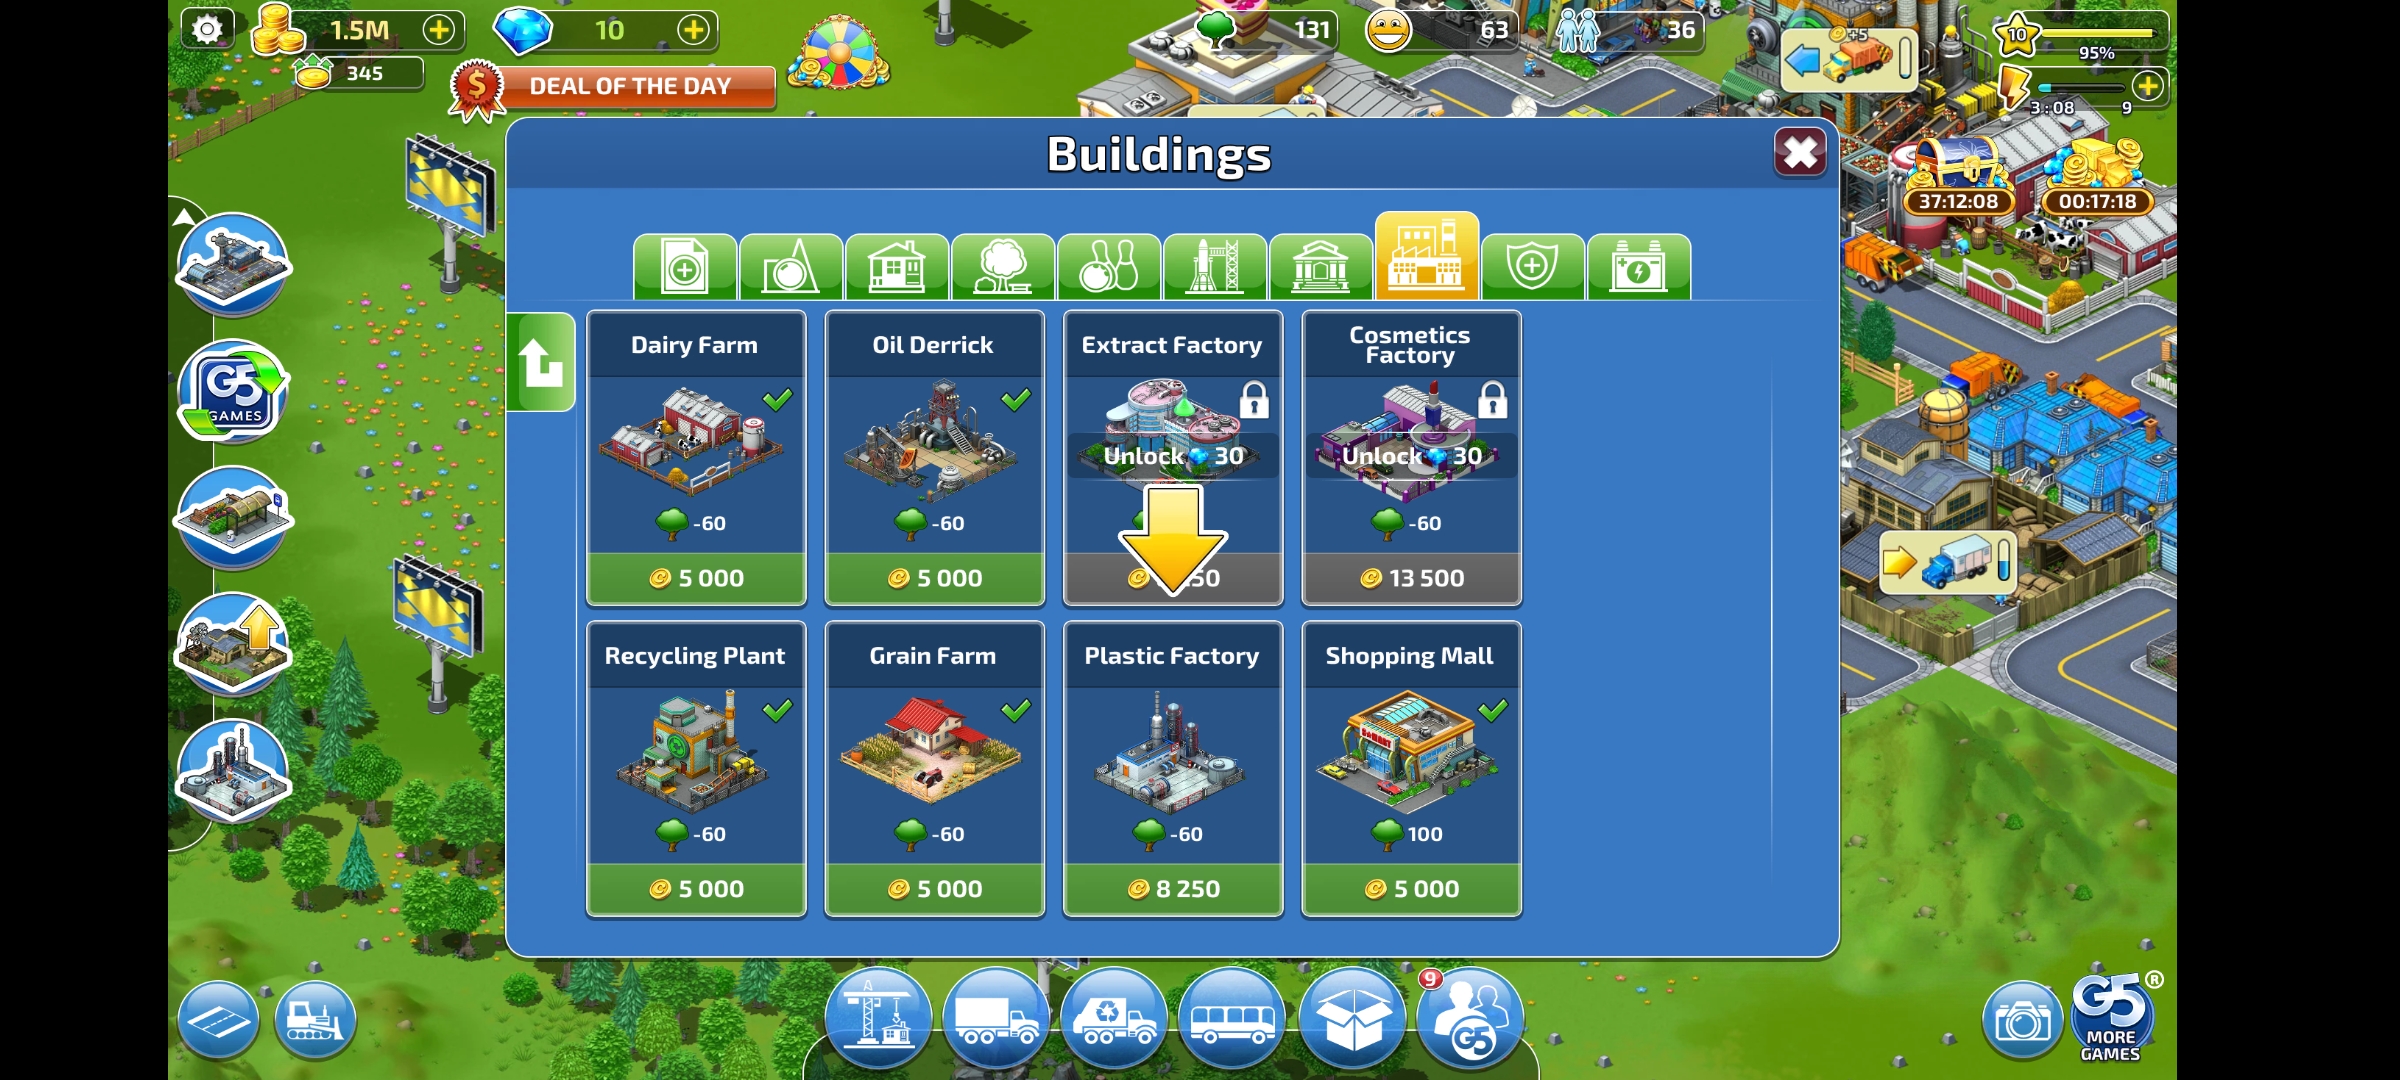 1.5M
10
131
63
36
+5
10
95%
345
DEAL OF THE DAY
3:08
9
Buildings
37:12:08
00:17:18
G5
GAMES
Dairy Farm
Oil Derrick
Extract Factory
Cosmetics
Factory
Unlock 30
Unlock 30
-60
-60
-60
5 000
5 000
50
13 500
Recycling Plant
Grain Farm
Plastic Factory
Shopping Mall
-60
-60
-60
100
5 000
5 000
8 250
5 000
9
G5
A
G5®
MORE
GAMES